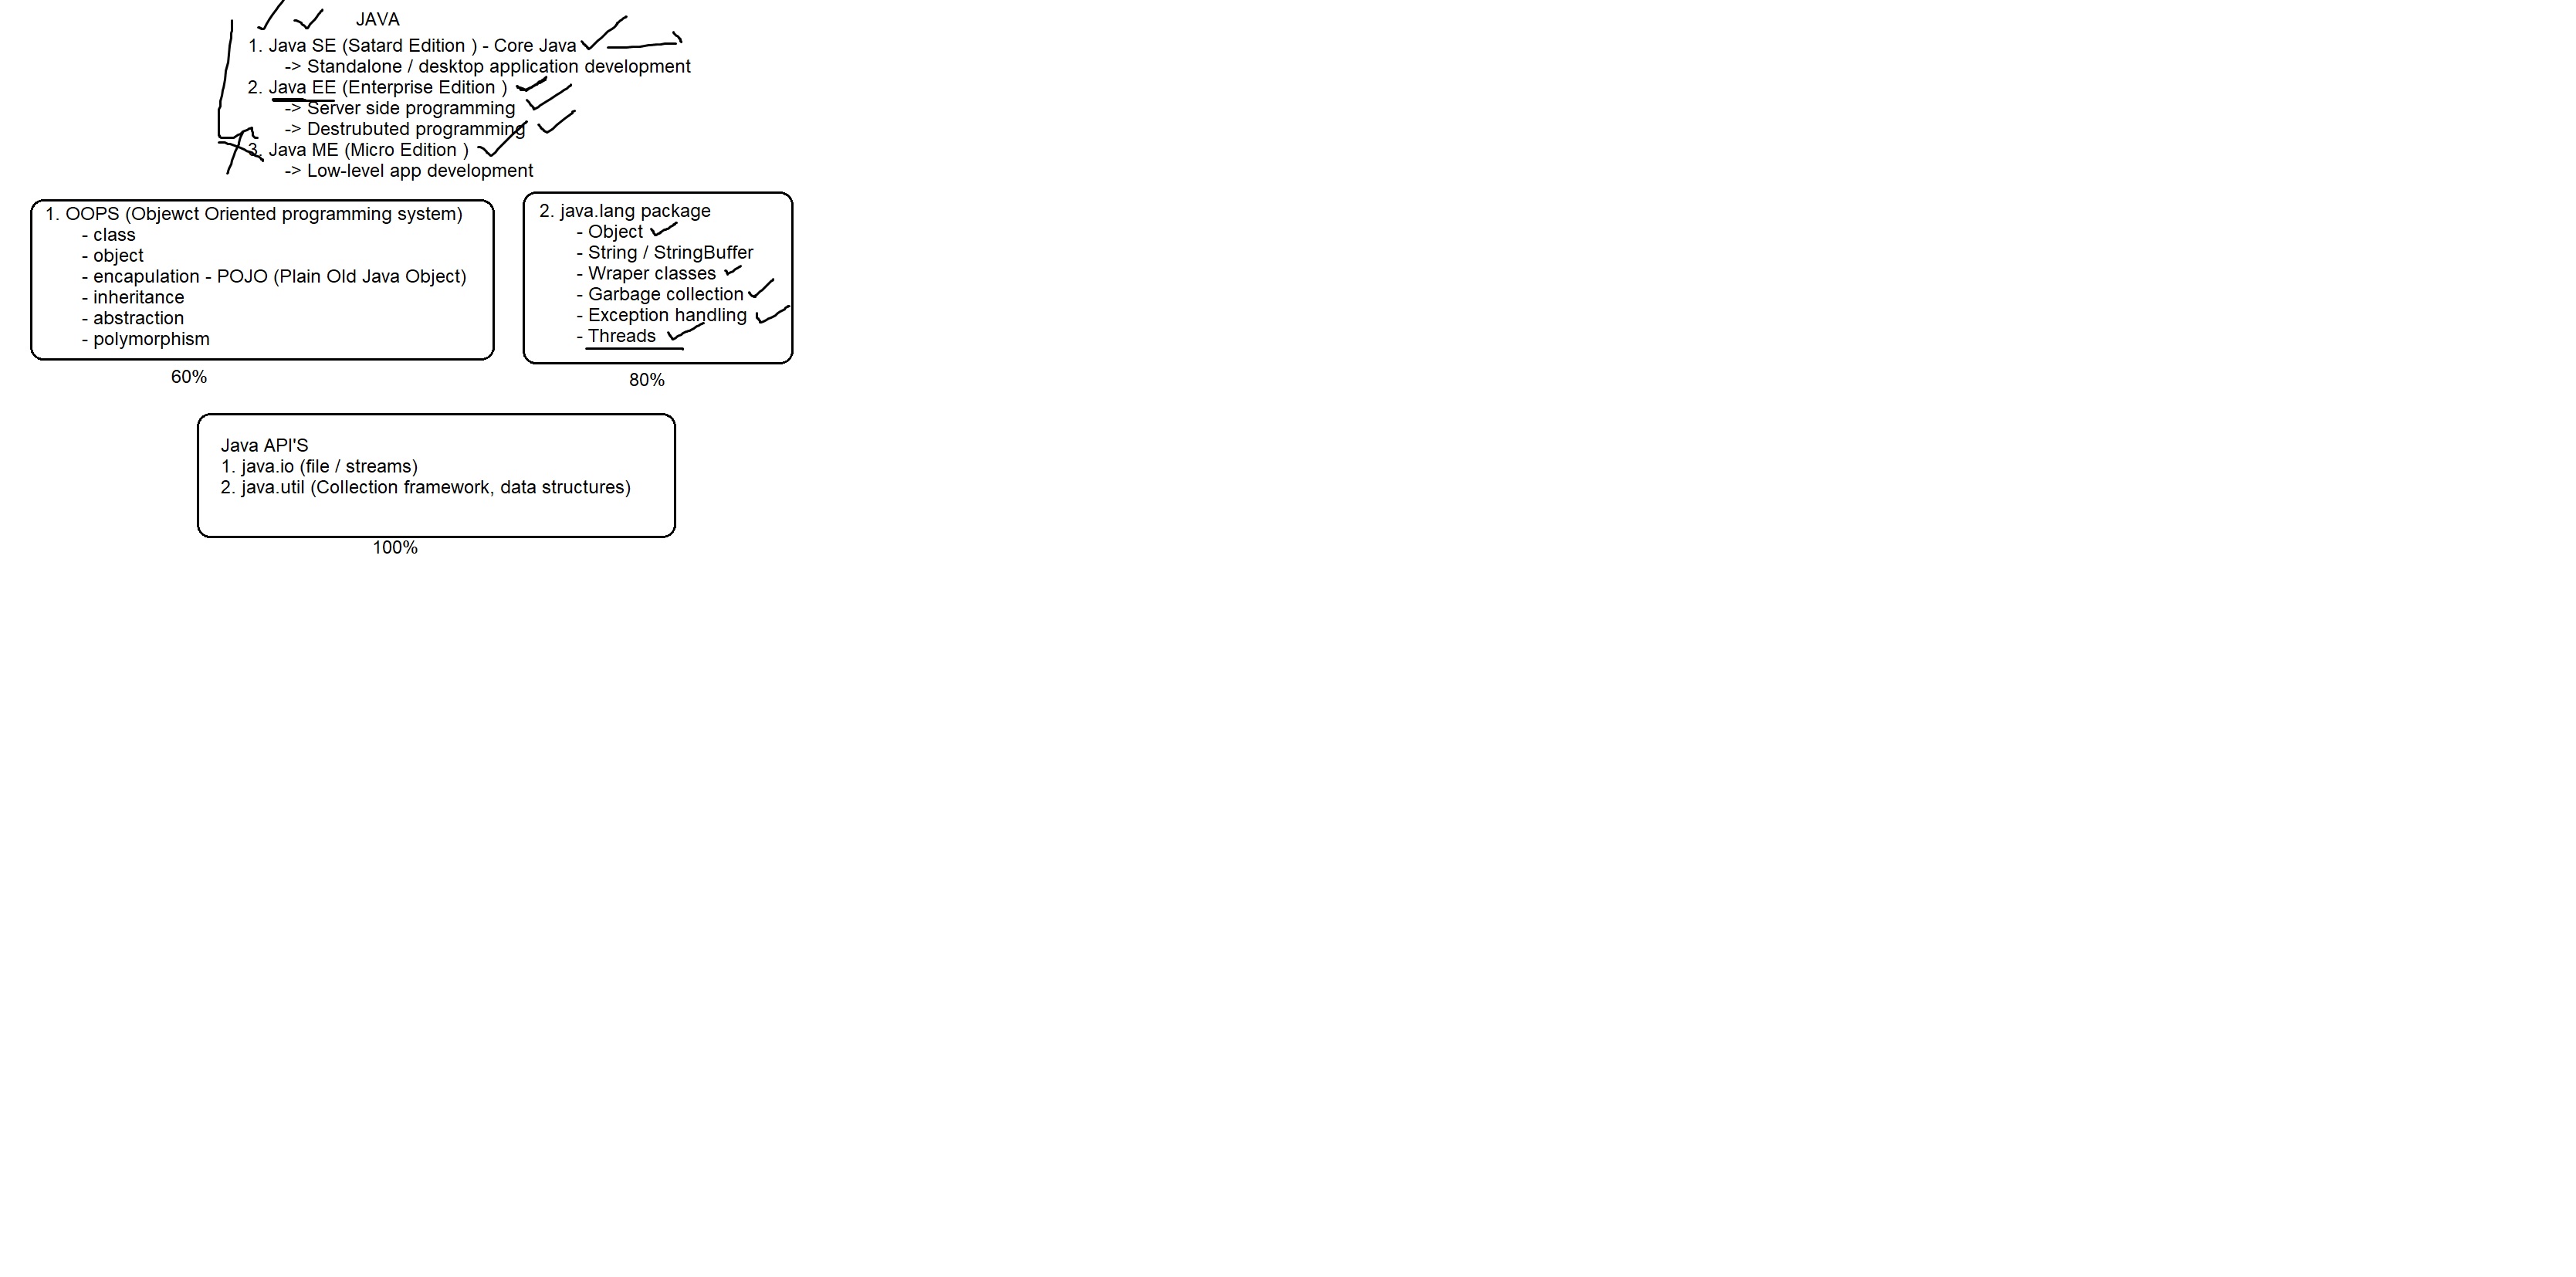 JAVA
1. Java SE (Satard Edition ) - Core Java
-> Standalone / desktop application development
2. Java EE (Enterprise Edition )
-> Server side programming
-> Destrubuted programming
3. Java ME (Micro Edition )
-> Low-level app development
1. OOPS (Objewct Oriented programming system)
- class
- object
- encapulation - POJO (Plain Old Java Object)
- inheritance
- abstraction
- polymorphism
60%
2. java.lang package
- Object
- String / StringBuffer
- Wraper classes
- Garbage collection
- Exception handling
- Threads
80%
Java API'S
1. java.io (file / streams)
2. java.util (Collection framework, data structures)
100%